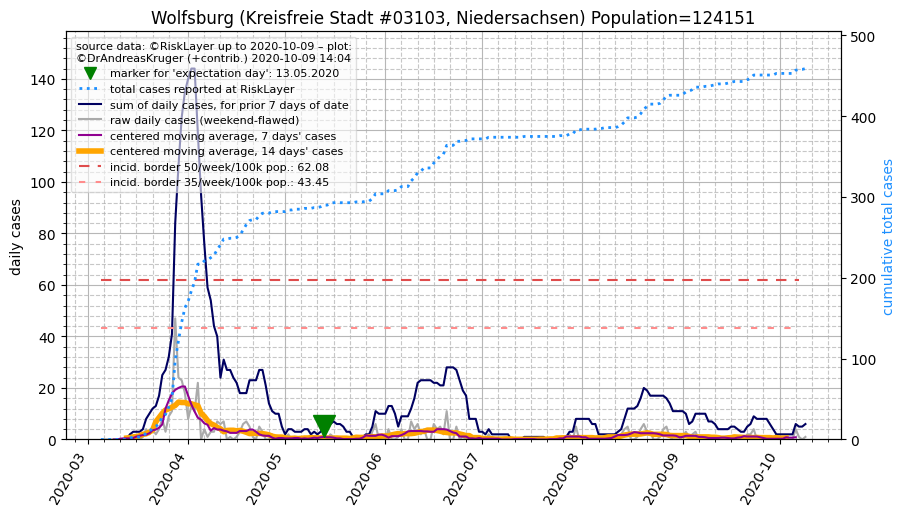 Wolfsburg (Kreisfreie Stadt #03103, Niedersachsen) Population=124151
source data: ©RiskLayer up to 2020-10-09 – plot:
©DrAndreasKruger (+contrib.) 2020-10-09 14:04
marker for 'expectation day': 13.05.2020
total cases reported at RiskLayer
sum of daily cases, for prior 7 days of date
raw daily cases (weekend-flawed)
centered moving average, 7 days' cases
centered moving average, 14 days' cases
incid. border 50/week/100k pop.: 62.08
incid. border 35/week/100k pop.: 43.45
daily cases
140
120
100
80
60
40
20
0
cumulative total cases
500
400
300
200
100
0
2020-03
2020-04
2020-05
2020-06
2020-07
2020-08
2020-09
2020-10